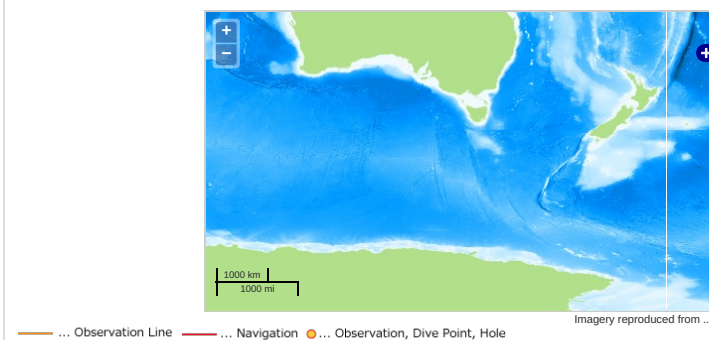 +
−
+
1000 km
1000 mi
Imagery reproduced from ..
... Observation Line ... Navigation ... Observation, Dive Point, Hole